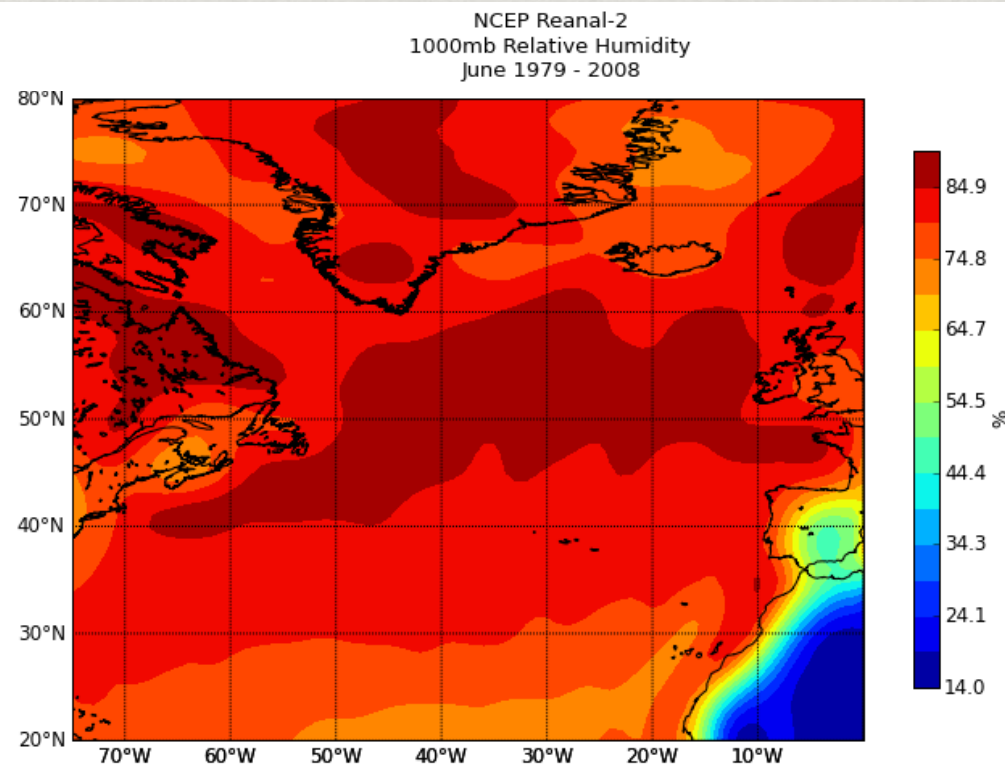 NCEP Reanal-2
1000mb Relative Humidity
June 1979 - 2008
80°N
70°N
60°N
50°N
40°N
30°N
20°N
70°W
60°W
50°W
40°W
30°W
20°W
10°W
84.9
74.8
64.7
54.5
44.4
34.3
24.1
14.0
%